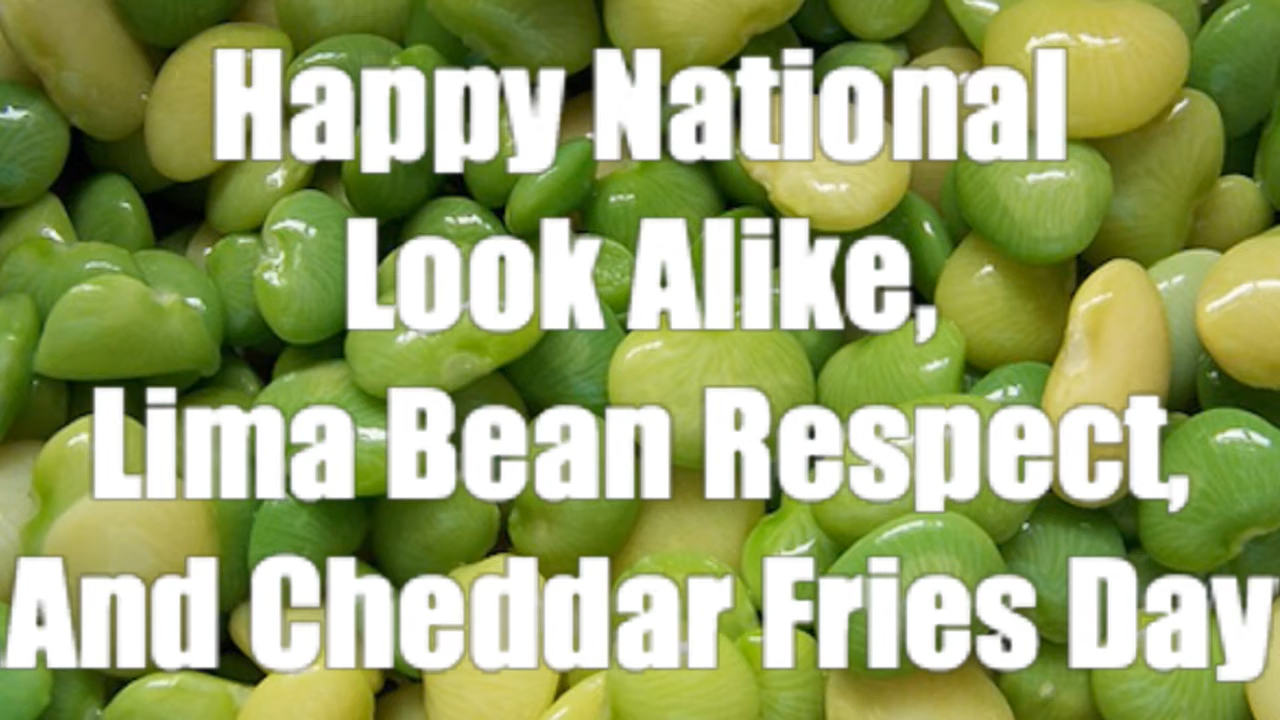 Happy National
Look Alike,
Lima Bean Respect,
And Cheddar Fries Day